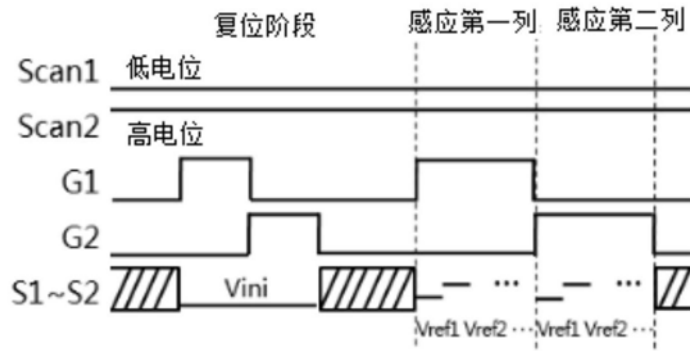 复位阶段 感应第一列 感应第二列
Scan1 低电位
Scan2 高电位
G1
G2
S1~S2 Vini ... ...
Vref1 Vref2 ... Vref1 Vref2 ...